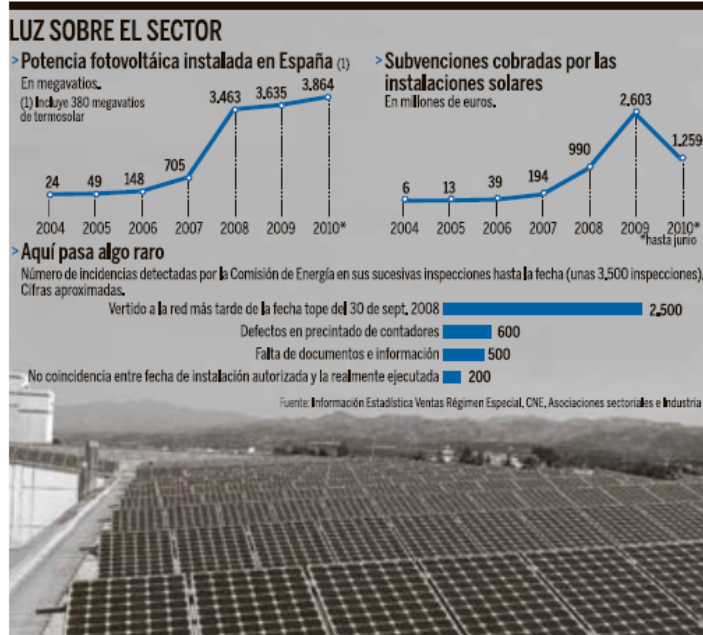 LUZ SOBRE EL SECTOR
> Potencia fotovoltáica instalada en España (1)
En megavatios.
(1) Incluye 380 megavatios
de termosolar
24
49
148
705
3.463
3.635
3.864
2004 2005 2006 2007 2008 2009 2010*
> Subvenciones cobradas por las
instalaciones solares
En millones de euros.
6
13
39
194
990
2.603
1.259
2004 2005 2006 2007 2008 2009 2010*
*hasta junio
> Aquí pasa algo raro
Número de incidencias detectadas por la Comisión de Energía en sus sucesivas inspecciones hasta la fecha (unas 3.500 inspecciones).
Cifras aproximadas.
Vertido a la red más tarde de la fecha tope del 30 de sept. 2008 2.500
Defectos en precintado de contadores 600
Falta de documentos e información 500
No coincidencia entre fecha de instalación autorizada y la realmente ejecutada 200
Fuente: Información Estadística Ventas Régimen Especial, CNE, Asociaciones sectoriales e Industria